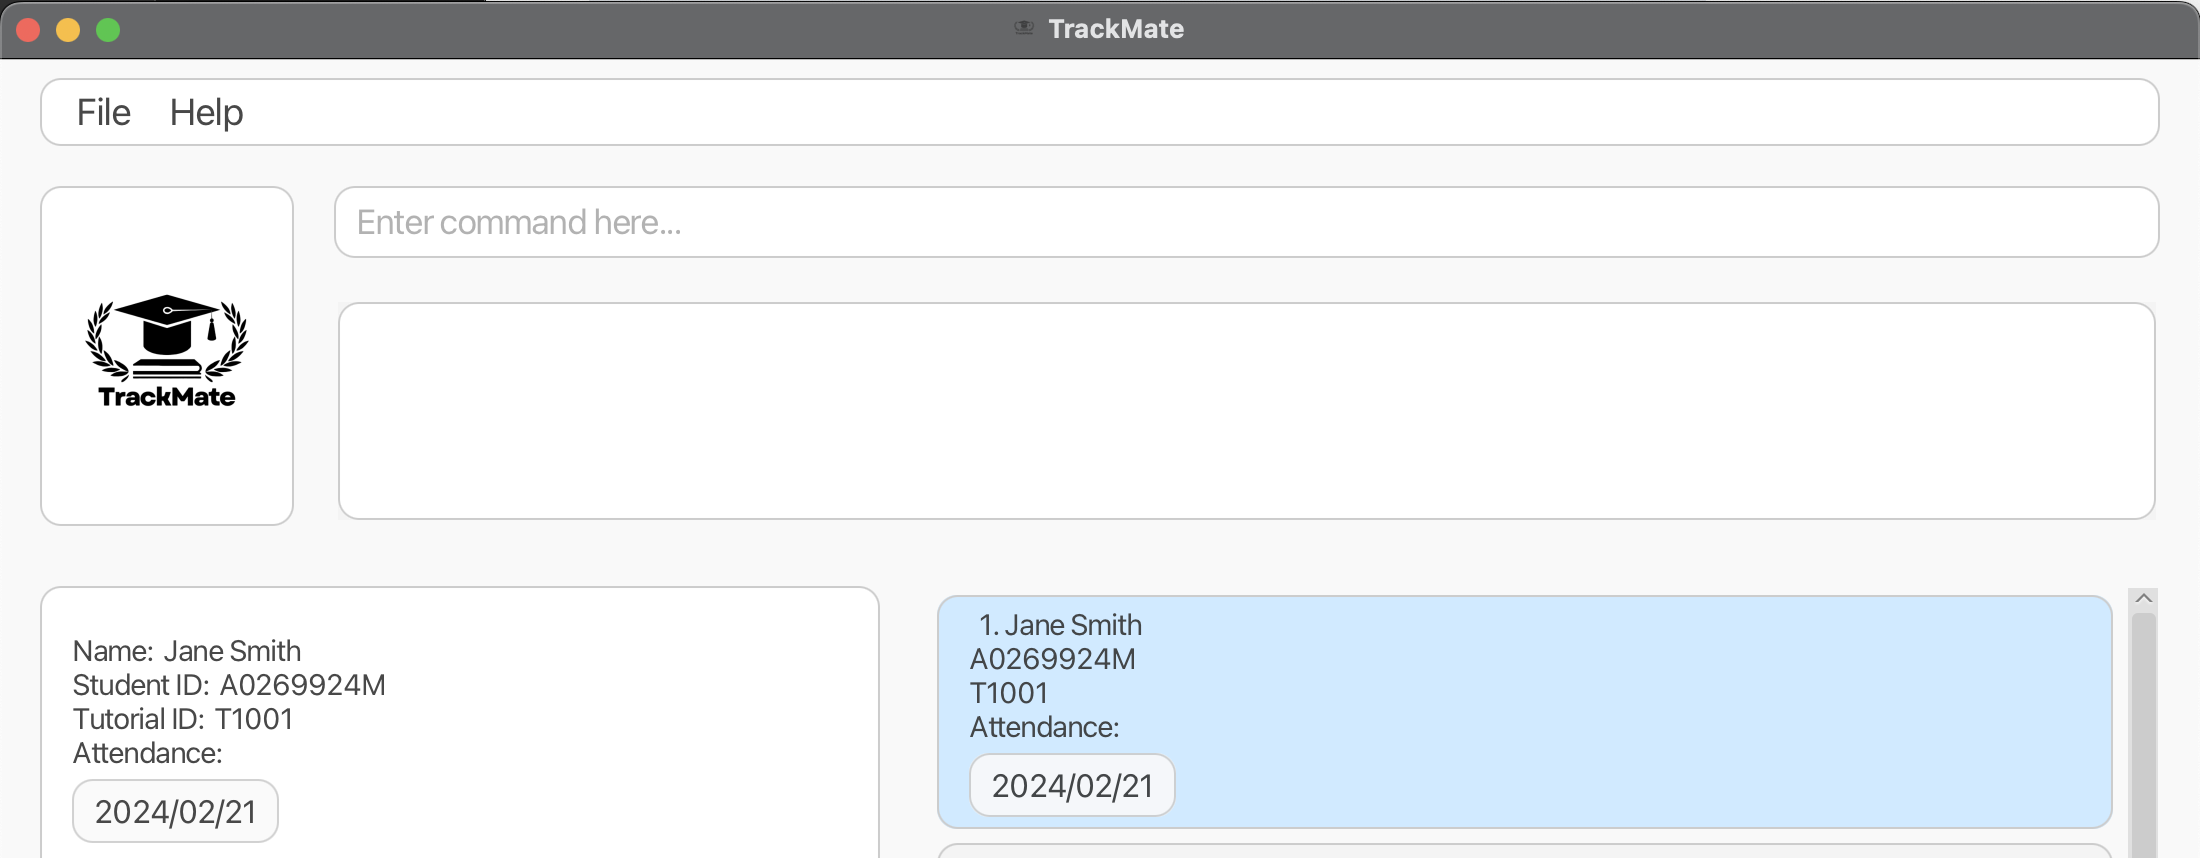 TrackMate
File Help
Enter command here...
TrackMate
Name: Jane Smith
Student ID: A0269924M
Tutorial ID: T1001
Attendance:
2024/02/21
1. Jane Smith
A0269924M
T1001
Attendance:
2024/02/21